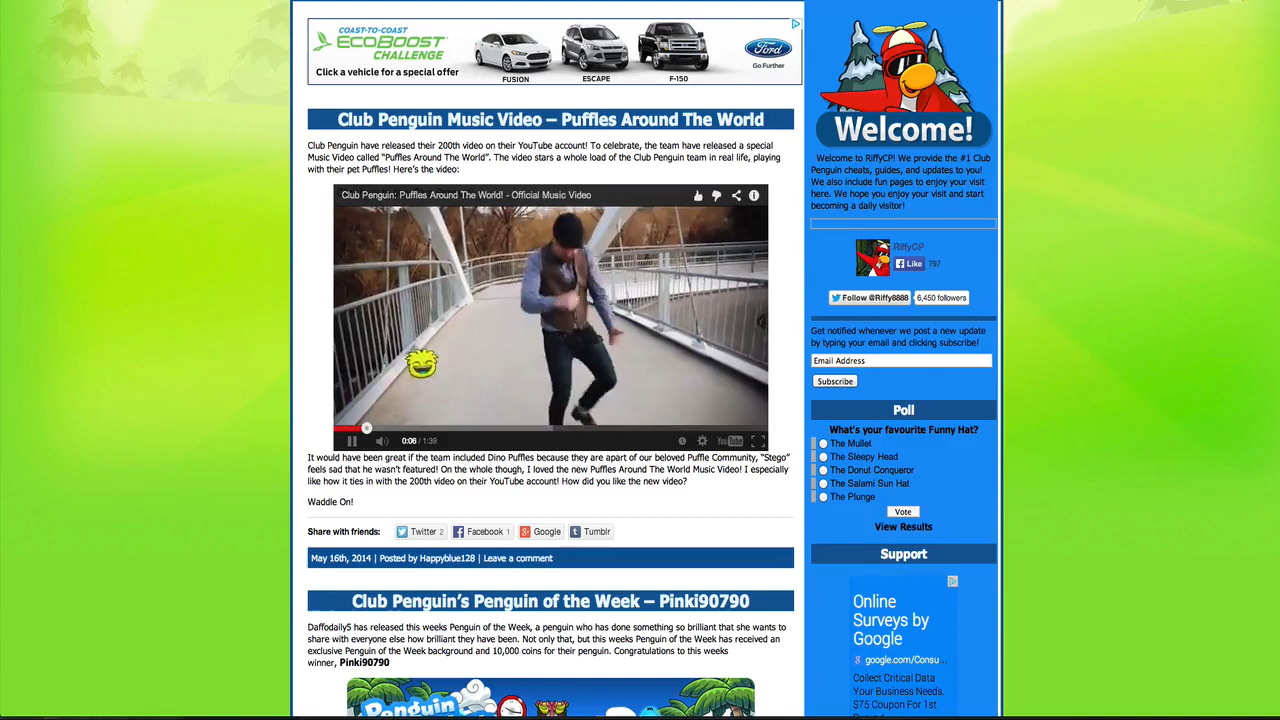 COAST-TO-COAST
ECOBOOST
CHALLENGE
Click a vehicle for a special offer
FUSION
ESCAPE
F-150
Ford
Go Further
Club Penguin Music Video – Puffles Around The World
Club Penguin have released their 200th video on their YouTube account! To celebrate, the team have released a special
Music Video called “Puffles Around The World”. The video stars a whole load of the Club Penguin team in real life, playing
with their pet Puffles! Here’s the video:
Club Penguin: Puffles Around The World! - Official Music Video
0:06 / 1:39
YouTube
It would have been great if the team included Dino Puffles because they are apart of our beloved Puffle Community, “Stego”
feels sad that he wasn’t featured! On the whole though, I loved the new Puffles Around The World Music Video! I especially
like how it ties in with the 200th video on their YouTube account! How did you like the new video?
Waddle On!
Share with friends:
Twitter 2
Facebook 1
Google
Tumblr
May 16th, 2014 | Posted by Happyblue128 | Leave a comment
Club Penguin’s Penguin of the Week – Pinki90790
Daffodaily5 has released this weeks Penguin of the Week, a penguin who has done something so brilliant that she wants to
share with everyone else how brilliant they have been. Not only that, but this weeks Penguin of the Week has received an
exclusive Penguin of the Week background and 10,000 coins for their penguin. Congratulations to this weeks
winner, Pinki90790
Penguin
Welcome!
Welcome to RiffyCP! We provide the #1 Club
Penguin cheats, guides, and updates to you!
We also include fun pages to enjoy your visit
here. We hope you enjoy your visit and start
becoming a daily visitor!
RiffyCP
Like 797
Follow @Riffy8888
6,450 followers
Get notified whenever we post a new update
by typing your email and clicking subscribe!
Email Address
Subscribe
Poll
What's your favourite Funny Hat?
The Mullet
The Sleepy Head
The Donut Conqueror
The Salami Sun Hat
The Plunge
Vote
View Results
Support
Online
Surveys by
Google
google.com/Consu...
Collect Critical Data
Your Business Needs.
$75 Coupon For 1st